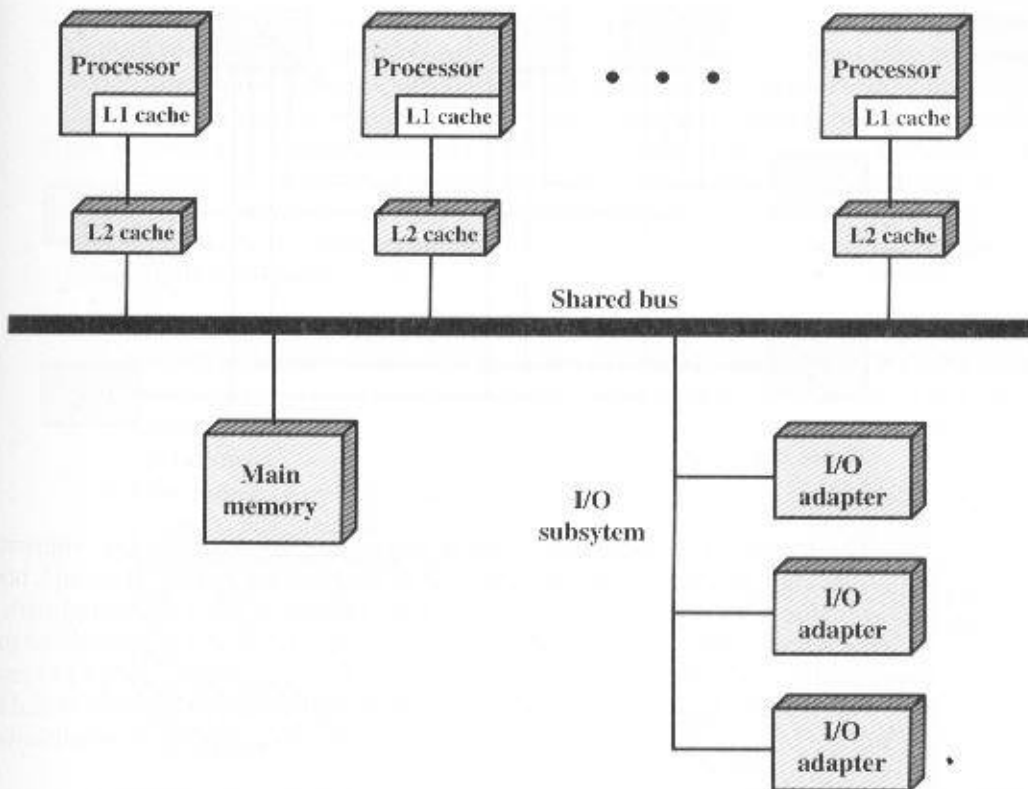 Processor
L1 cache
Processor
L1 cache
Processor
L1 cache
L2 cache
L2 cache
L2 cache
Shared bus
Main
memory
I/O
subsytem
I/O
adapter
I/O
adapter
I/O
adapter